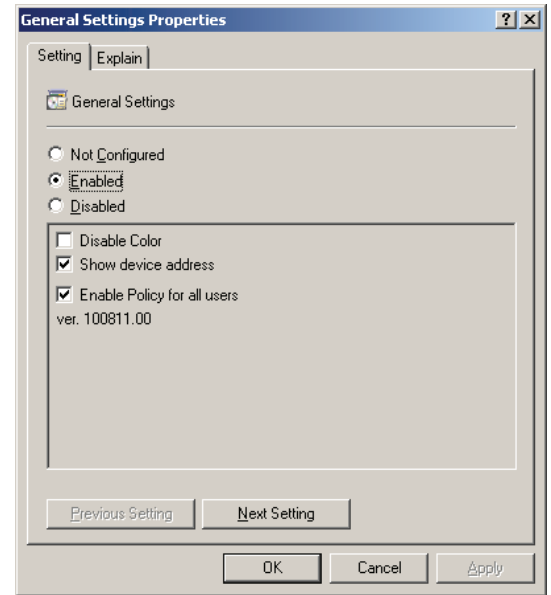 General Settings Properties
Setting Explain
General Settings
Not Configured
Enabled
Disabled
Disable Color
Show device address
Enable Policy for all users
ver. 100811.00
Previous Setting Next Setting
OK Cancel Apply